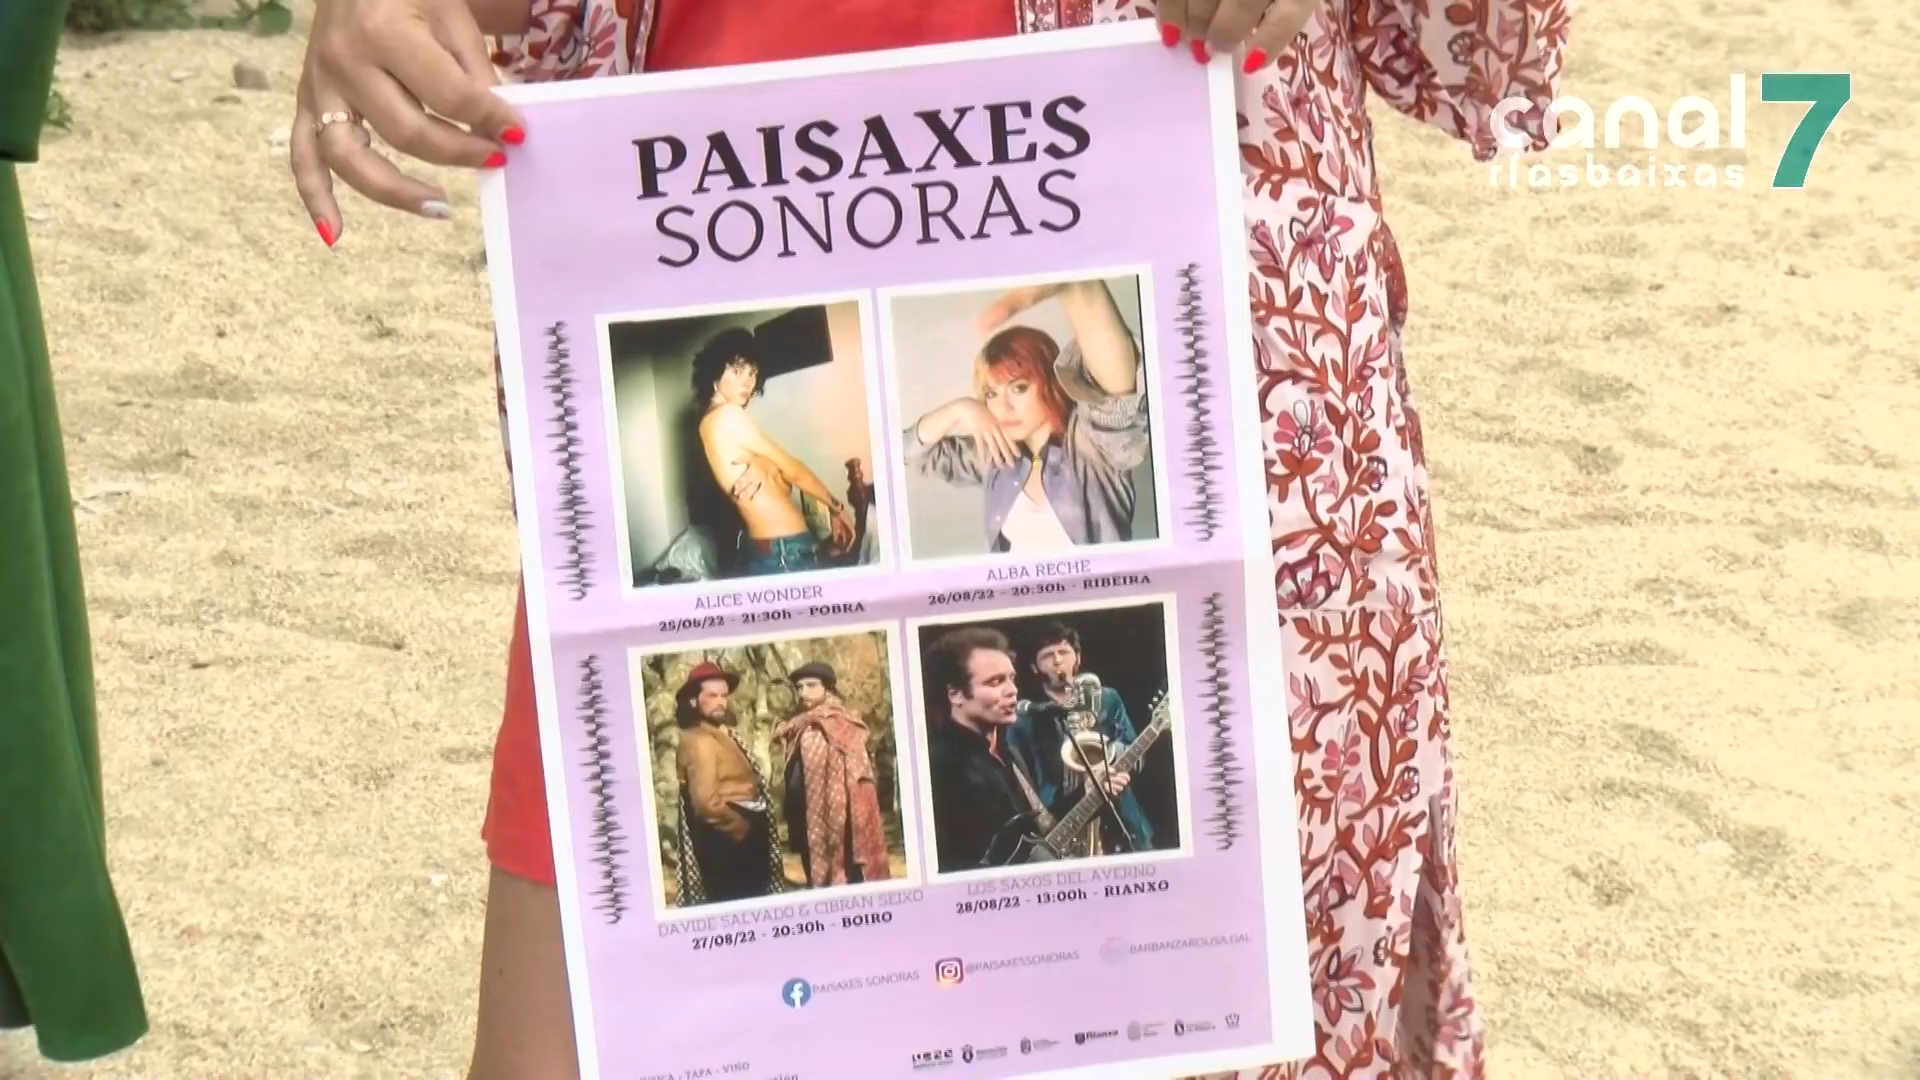 canal 7
ríasbaixas
PAISAXES
SONORAS
ALICE WONDER
25/08/22 - 21:30h - POBRA
ALBA RECHE
26/08/22 - 20:30h - RIBEIRA
DAVIDE SALVADO & CIBRÁN SEIXO
27/08/22 - 20:30h - BOIRO
LOS SAXOS DEL AVERNO
28/08/22 - 13:00h - RIANXO
PAISAXES SONORAS
@PAISAXESSONORAS
BARBANZAROUSA.GAL
Rianxo
TAPA - VIÑO